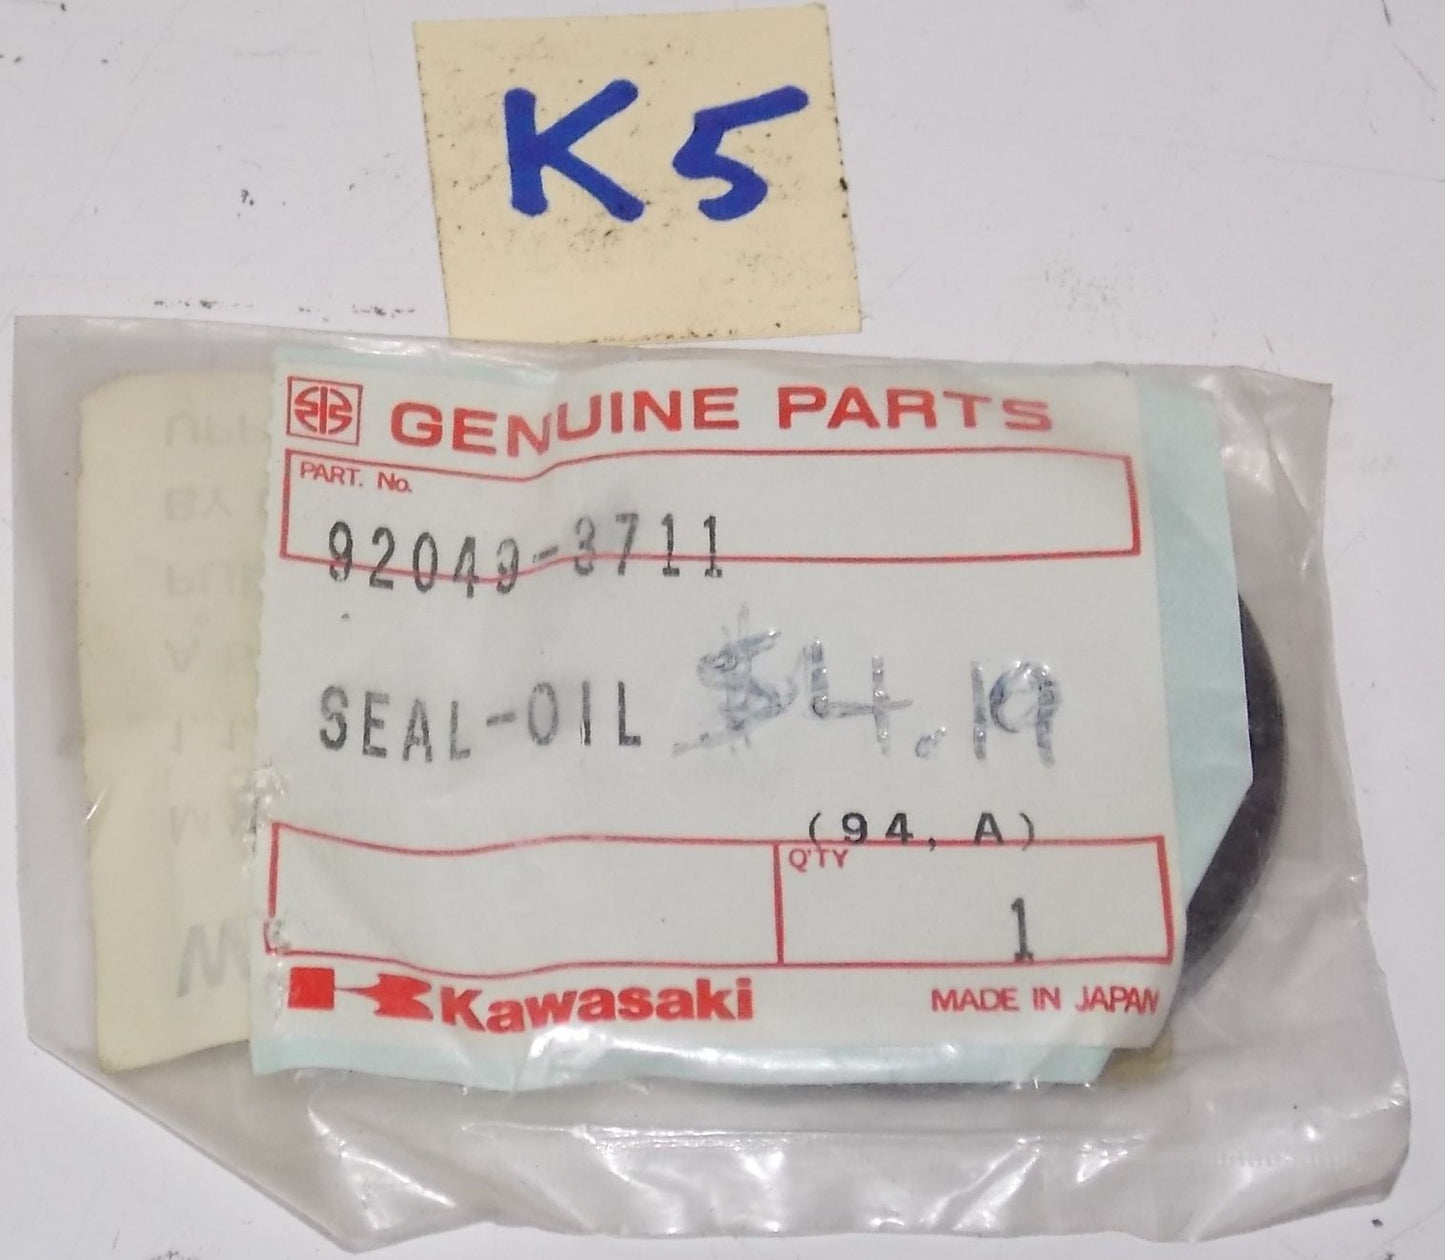 K5
GENUINE PARTS
PART. No.
92049-3711
SEAL-OIL $4.19
(94, A)
Q'TY
1
Kawasaki MADE IN JAPAN